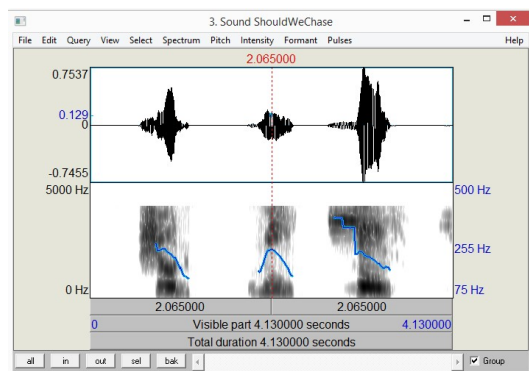 3. Sound ShouldWeChase
File Edit Query View Select Spectrum Pitch Intensity Formant Pulses Help
2.065000
0.7537
0.129
0
-0.7455
5000 Hz 500 Hz
255 Hz
0 Hz 75 Hz
2.065000 2.065000
0 Visible part 4.130000 seconds 4.130000
Total duration 4.130000 seconds
all in out sel bak Group